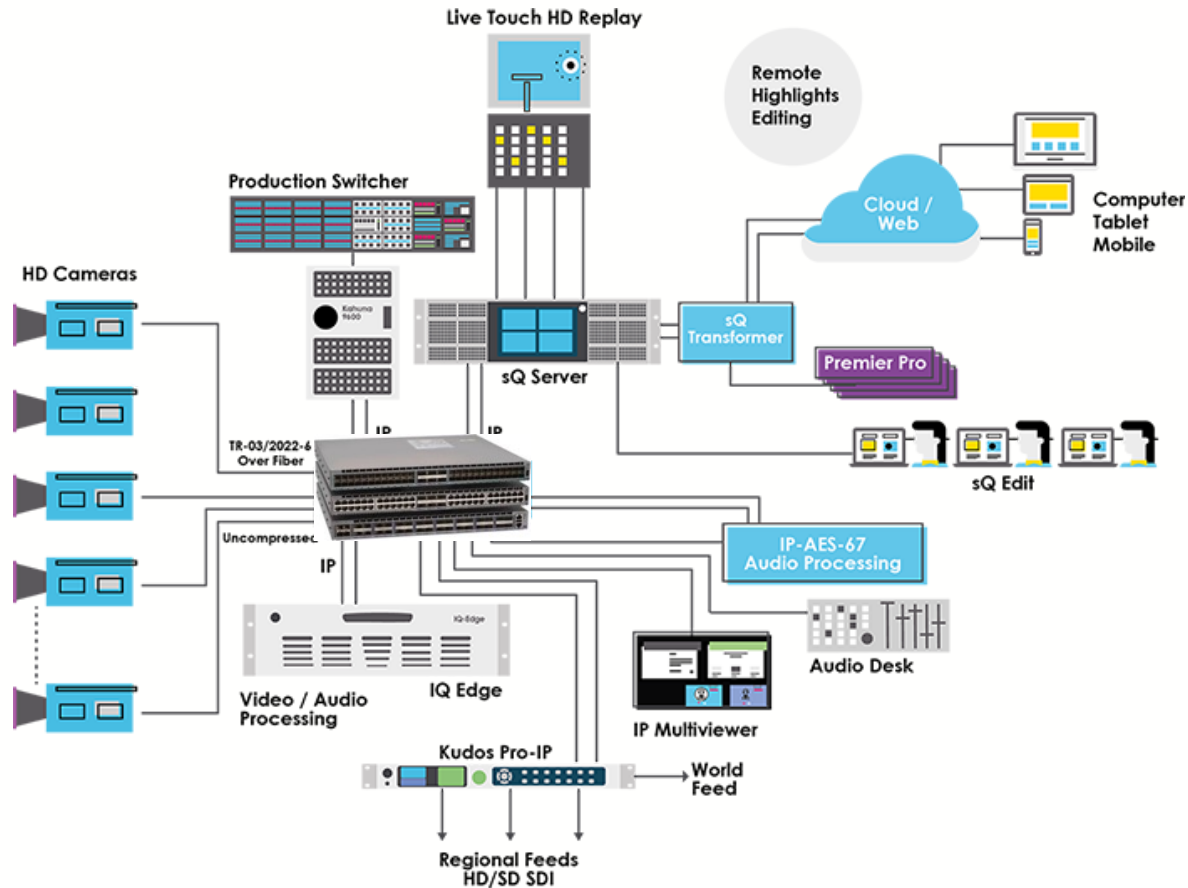 Live Touch HD Replay
Remote
Highlights
Editing
Production Switcher
Cloud /
Web
Computer
Tablet
Mobile
HD Cameras
Kahuna
9600
sQ
Transformer
sQ Server
Premier Pro
IP
IP
TR-03/2022-6
Over Fiber
sQ Edit
Uncompressed
IP-AES-67
Audio Processing
IP
IQ-Edge
Audio Desk
IQ Edge
Video / Audio
Processing
IP Multiviewer
Kudos Pro-IP
World
Feed
Regional Feeds
HD/SD SDI